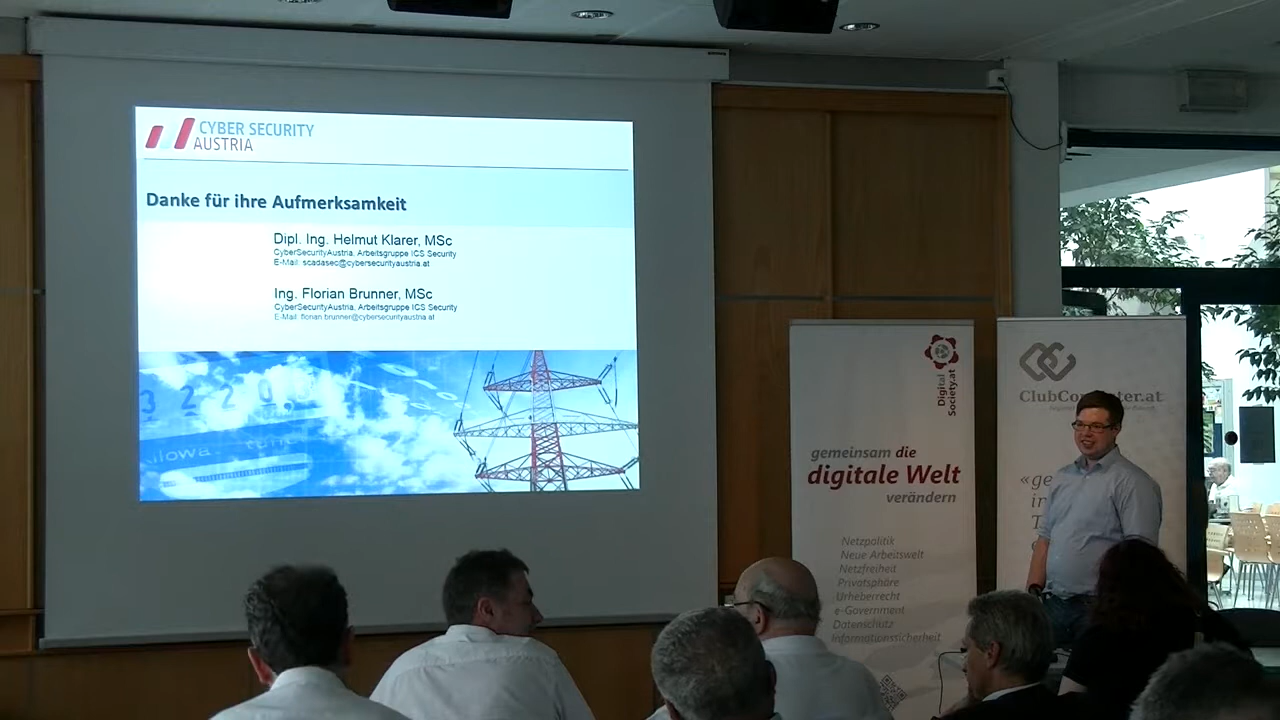 CYBER SECURITY
AUSTRIA
Danke für ihre Aufmerksamkeit
Dipl. Ing. Helmut Klarer, MSc
CyberSecurityAustria, Arbeitsgruppe ICS Security
E-Mail: scadasec@cybersecurityaustria.at
Ing. Florian Brunner, MSc
CyberSecurityAustria, Arbeitsgruppe ICS Security
E-Mail: florian.brunner@cybersecurityaustria.at
Digital
Society.at
gemeinsam die
digitale Welt
verändern
Netzpolitik
Neue Arbeitswelt
Netzfreiheit
Privatsphäre
Urheberrecht
e-Government
Datenschutz
Informationssicherheit
«ge
in
T